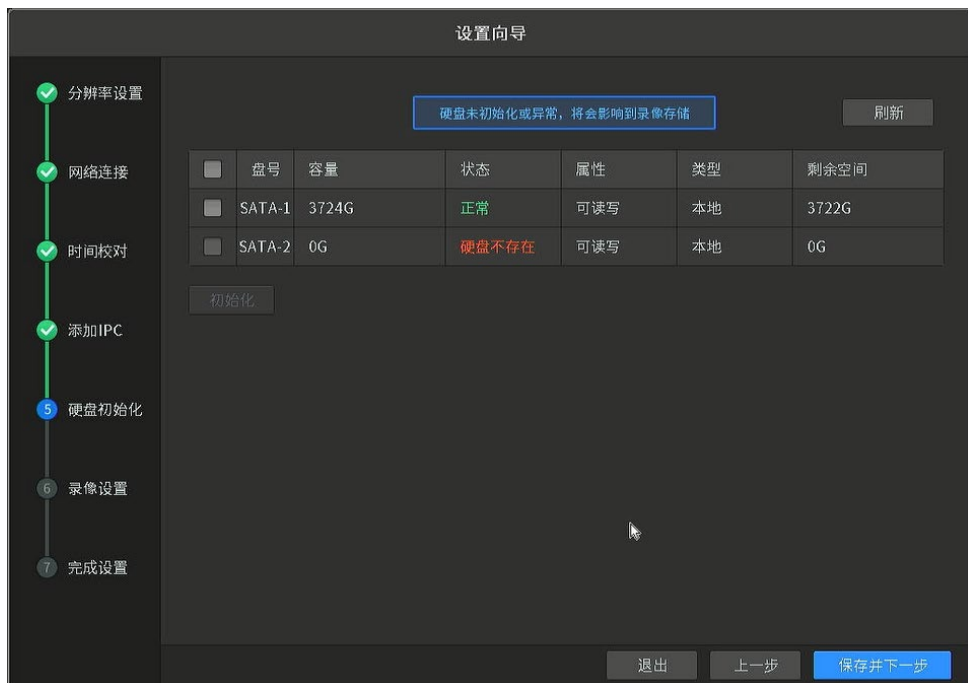 设置向导
分辨率设置
网络连接
时间校对
添加IPC
5 硬盘初始化
6 录像设置
7 完成设置
硬盘未初始化或异常，将会影响到录像存储
刷新
盘号 容量 状态 属性 类型 剩余空间
SATA-1 3724G 正常 可读写 本地 3722G
SATA-2 0G 硬盘不存在 可读写 本地 0G
初始化
退出 上一步 保存并下一步